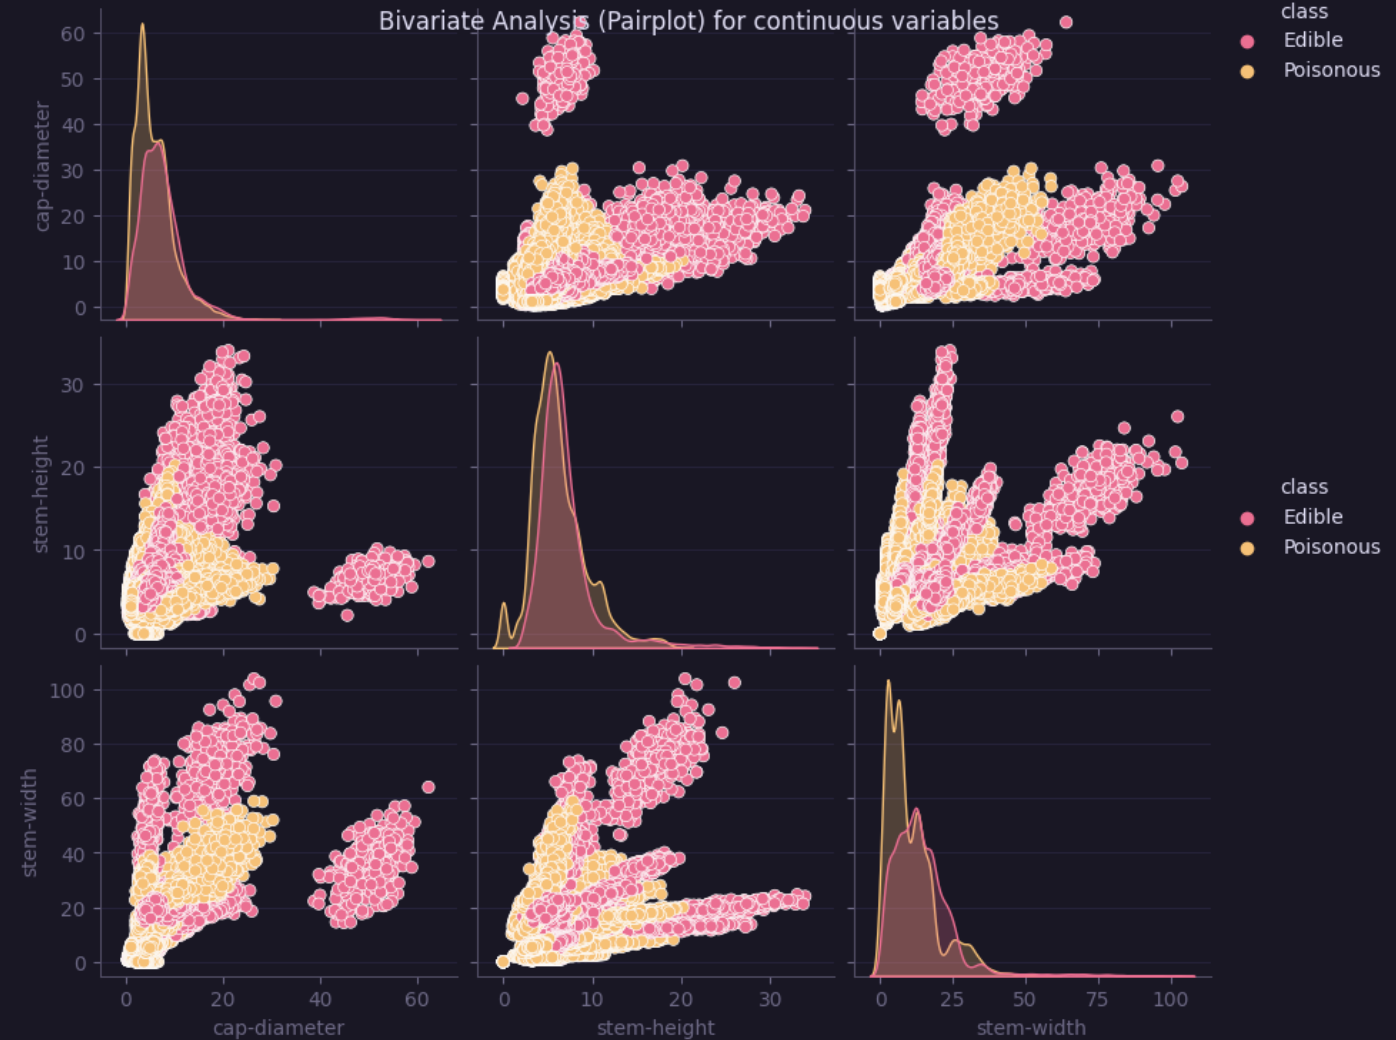 Bivariate Analysis (Pairplot) for continuous variables
class
Edible
Poisonous
cap-diameter
60
50
40
30
20
10
0
stem-height
30
20
10
0
class
Edible
Poisonous
stem-width
100
80
60
40
20
0
0 20 40 60
cap-diameter
0 10 20 30
stem-height
0 25 50 75 100
stem-width